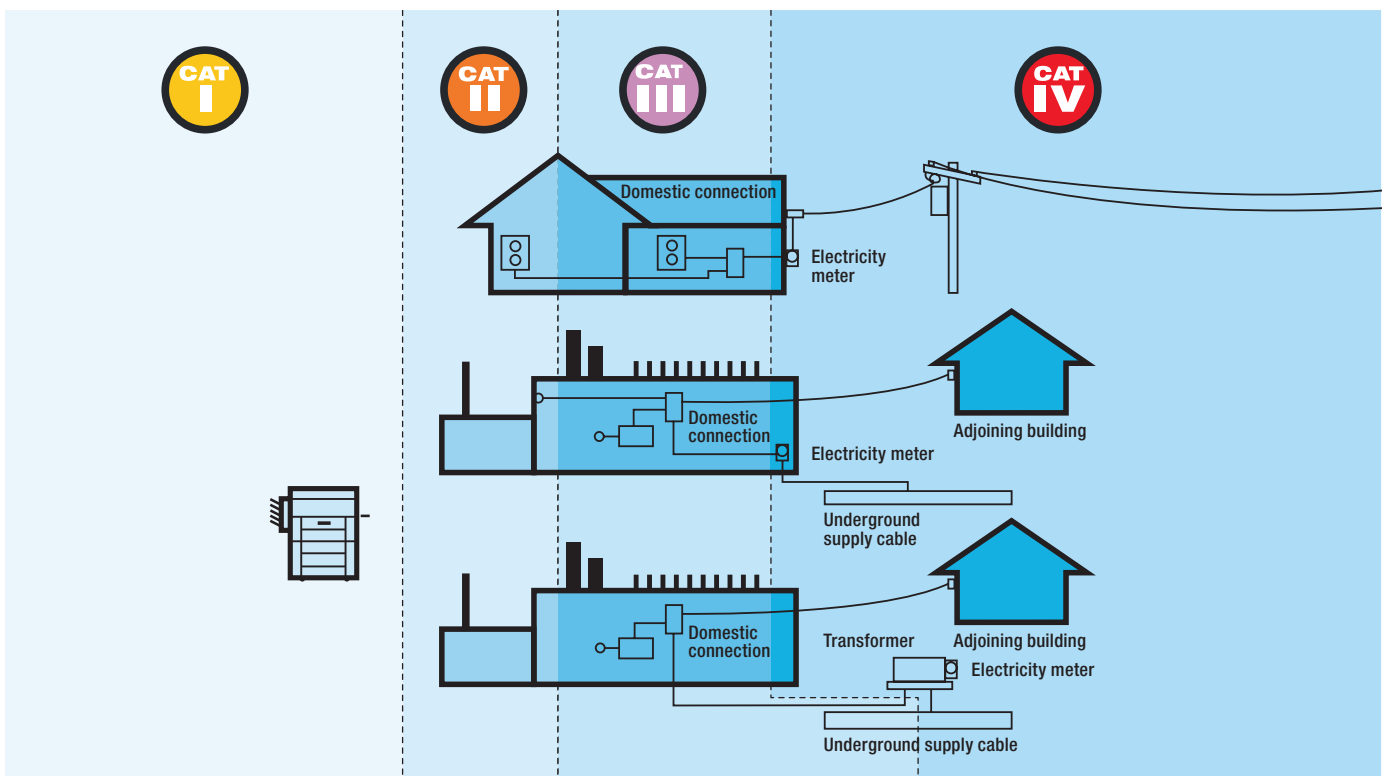 CAT
I
CAT
II
CAT
III
CAT
IV
Domestic connection
Electricity
meter
Domestic
connection
Electricity meter
Adjoining building
Underground
supply cable
Domestic
connection
Transformer
Adjoining building
Electricity meter
Underground supply cable